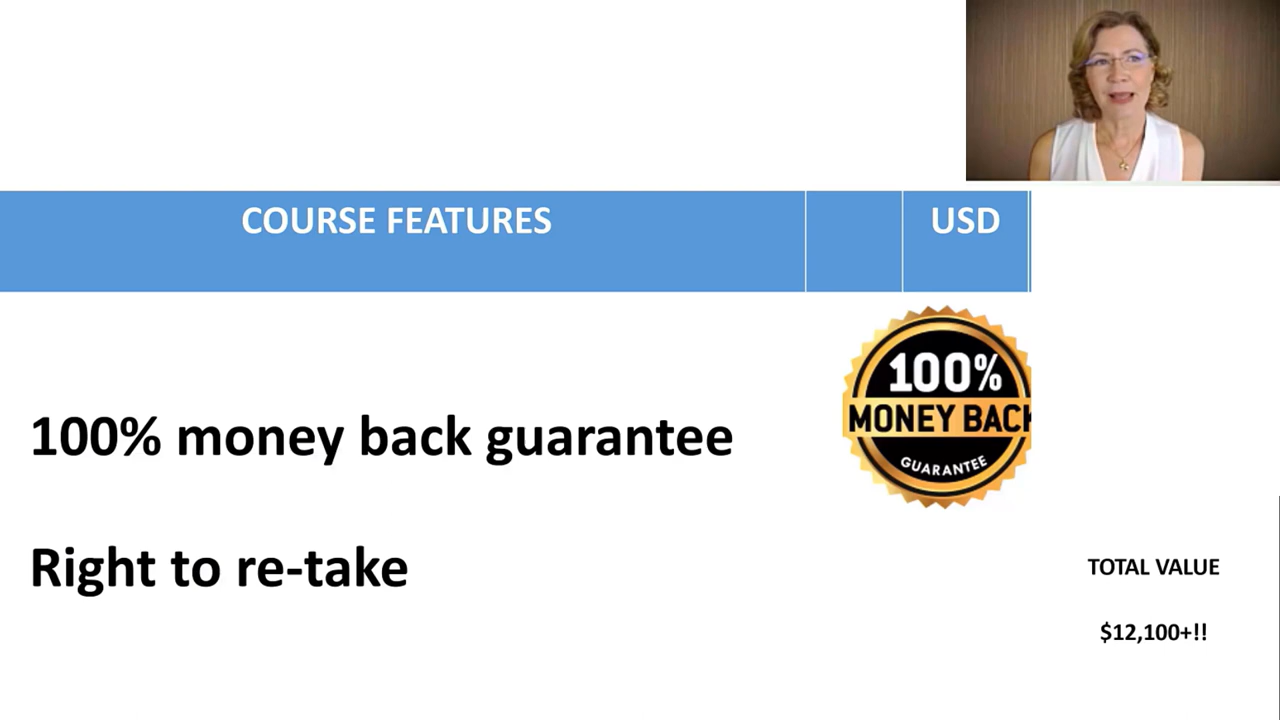 COURSE FEATURES
USD
100%
MONEY BACK
GUARANTEE
100% money back guarantee
Right to re-take
TOTAL VALUE
$12,100+!!